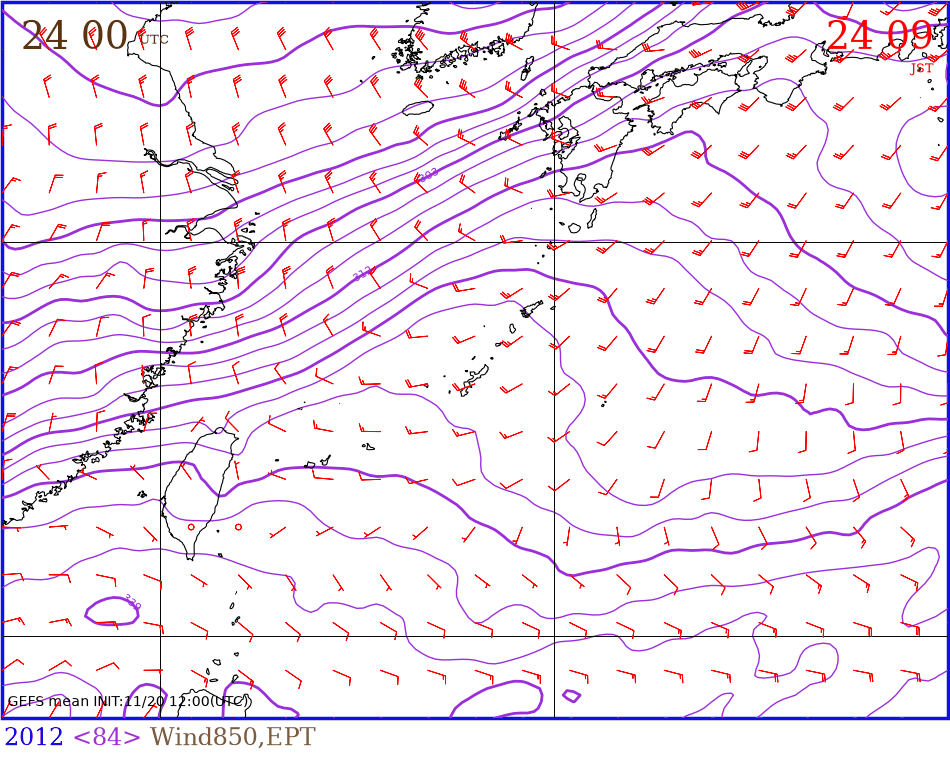 24 00 UTC
24 09
JST
303
312
330
GEFS mean INIT:11/20 12:00(UTC)
2012 <84> Wind850,EPT